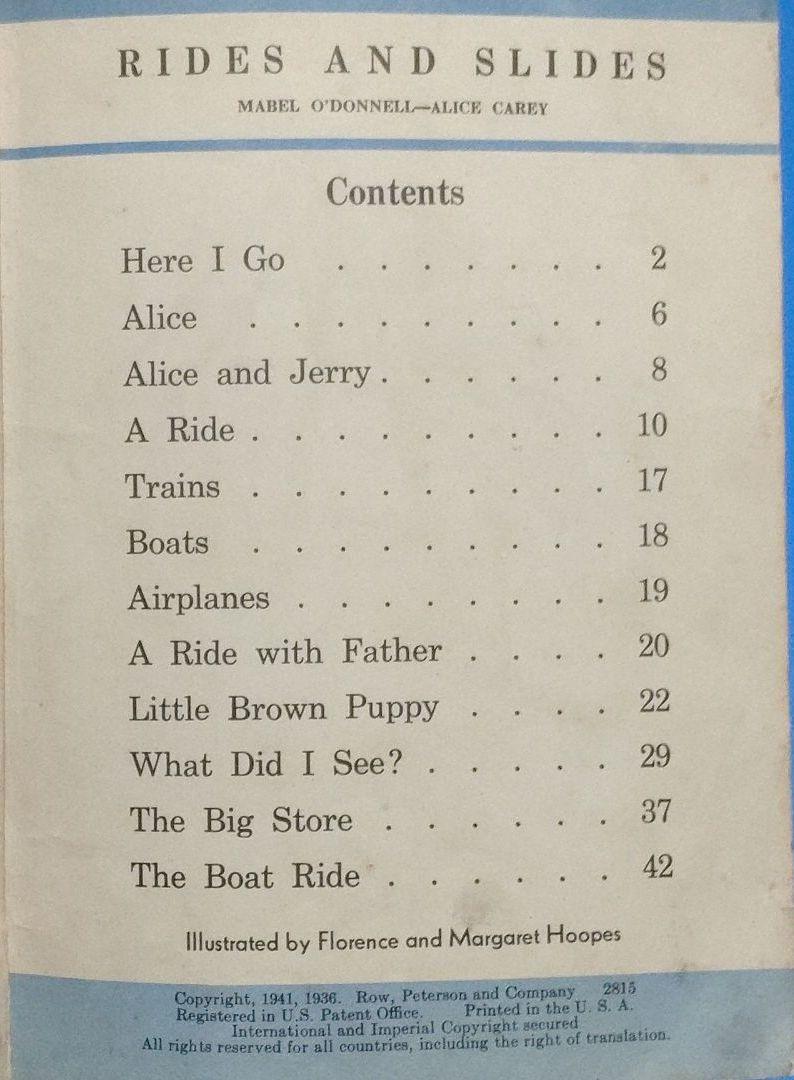 RIDES AND SLIDES
MABEL O'DONNELL—ALICE CAREY
Contents
Here I Go . . . . . . . 2
Alice . . . . . . . . . 6
Alice and Jerry . . . . . . 8
A Ride . . . . . . . . . 10
Trains . . . . . . . . . 17
Boats . . . . . . . . . 18
Airplanes . . . . . . . . 19
A Ride with Father . . . . 20
Little Brown Puppy . . . . 22
What Did I See? . . . . . 29
The Big Store . . . . . . 37
The Boat Ride . . . . . . 42
Illustrated by Florence and Margaret Hoopes
Copyright, 1941, 1936. Row, Peterson and Company 2815
Registered in U.S. Patent Office. Printed in the U. S. A.
International and Imperial Copyright secured
All rights reserved for all countries, including the right of translation.